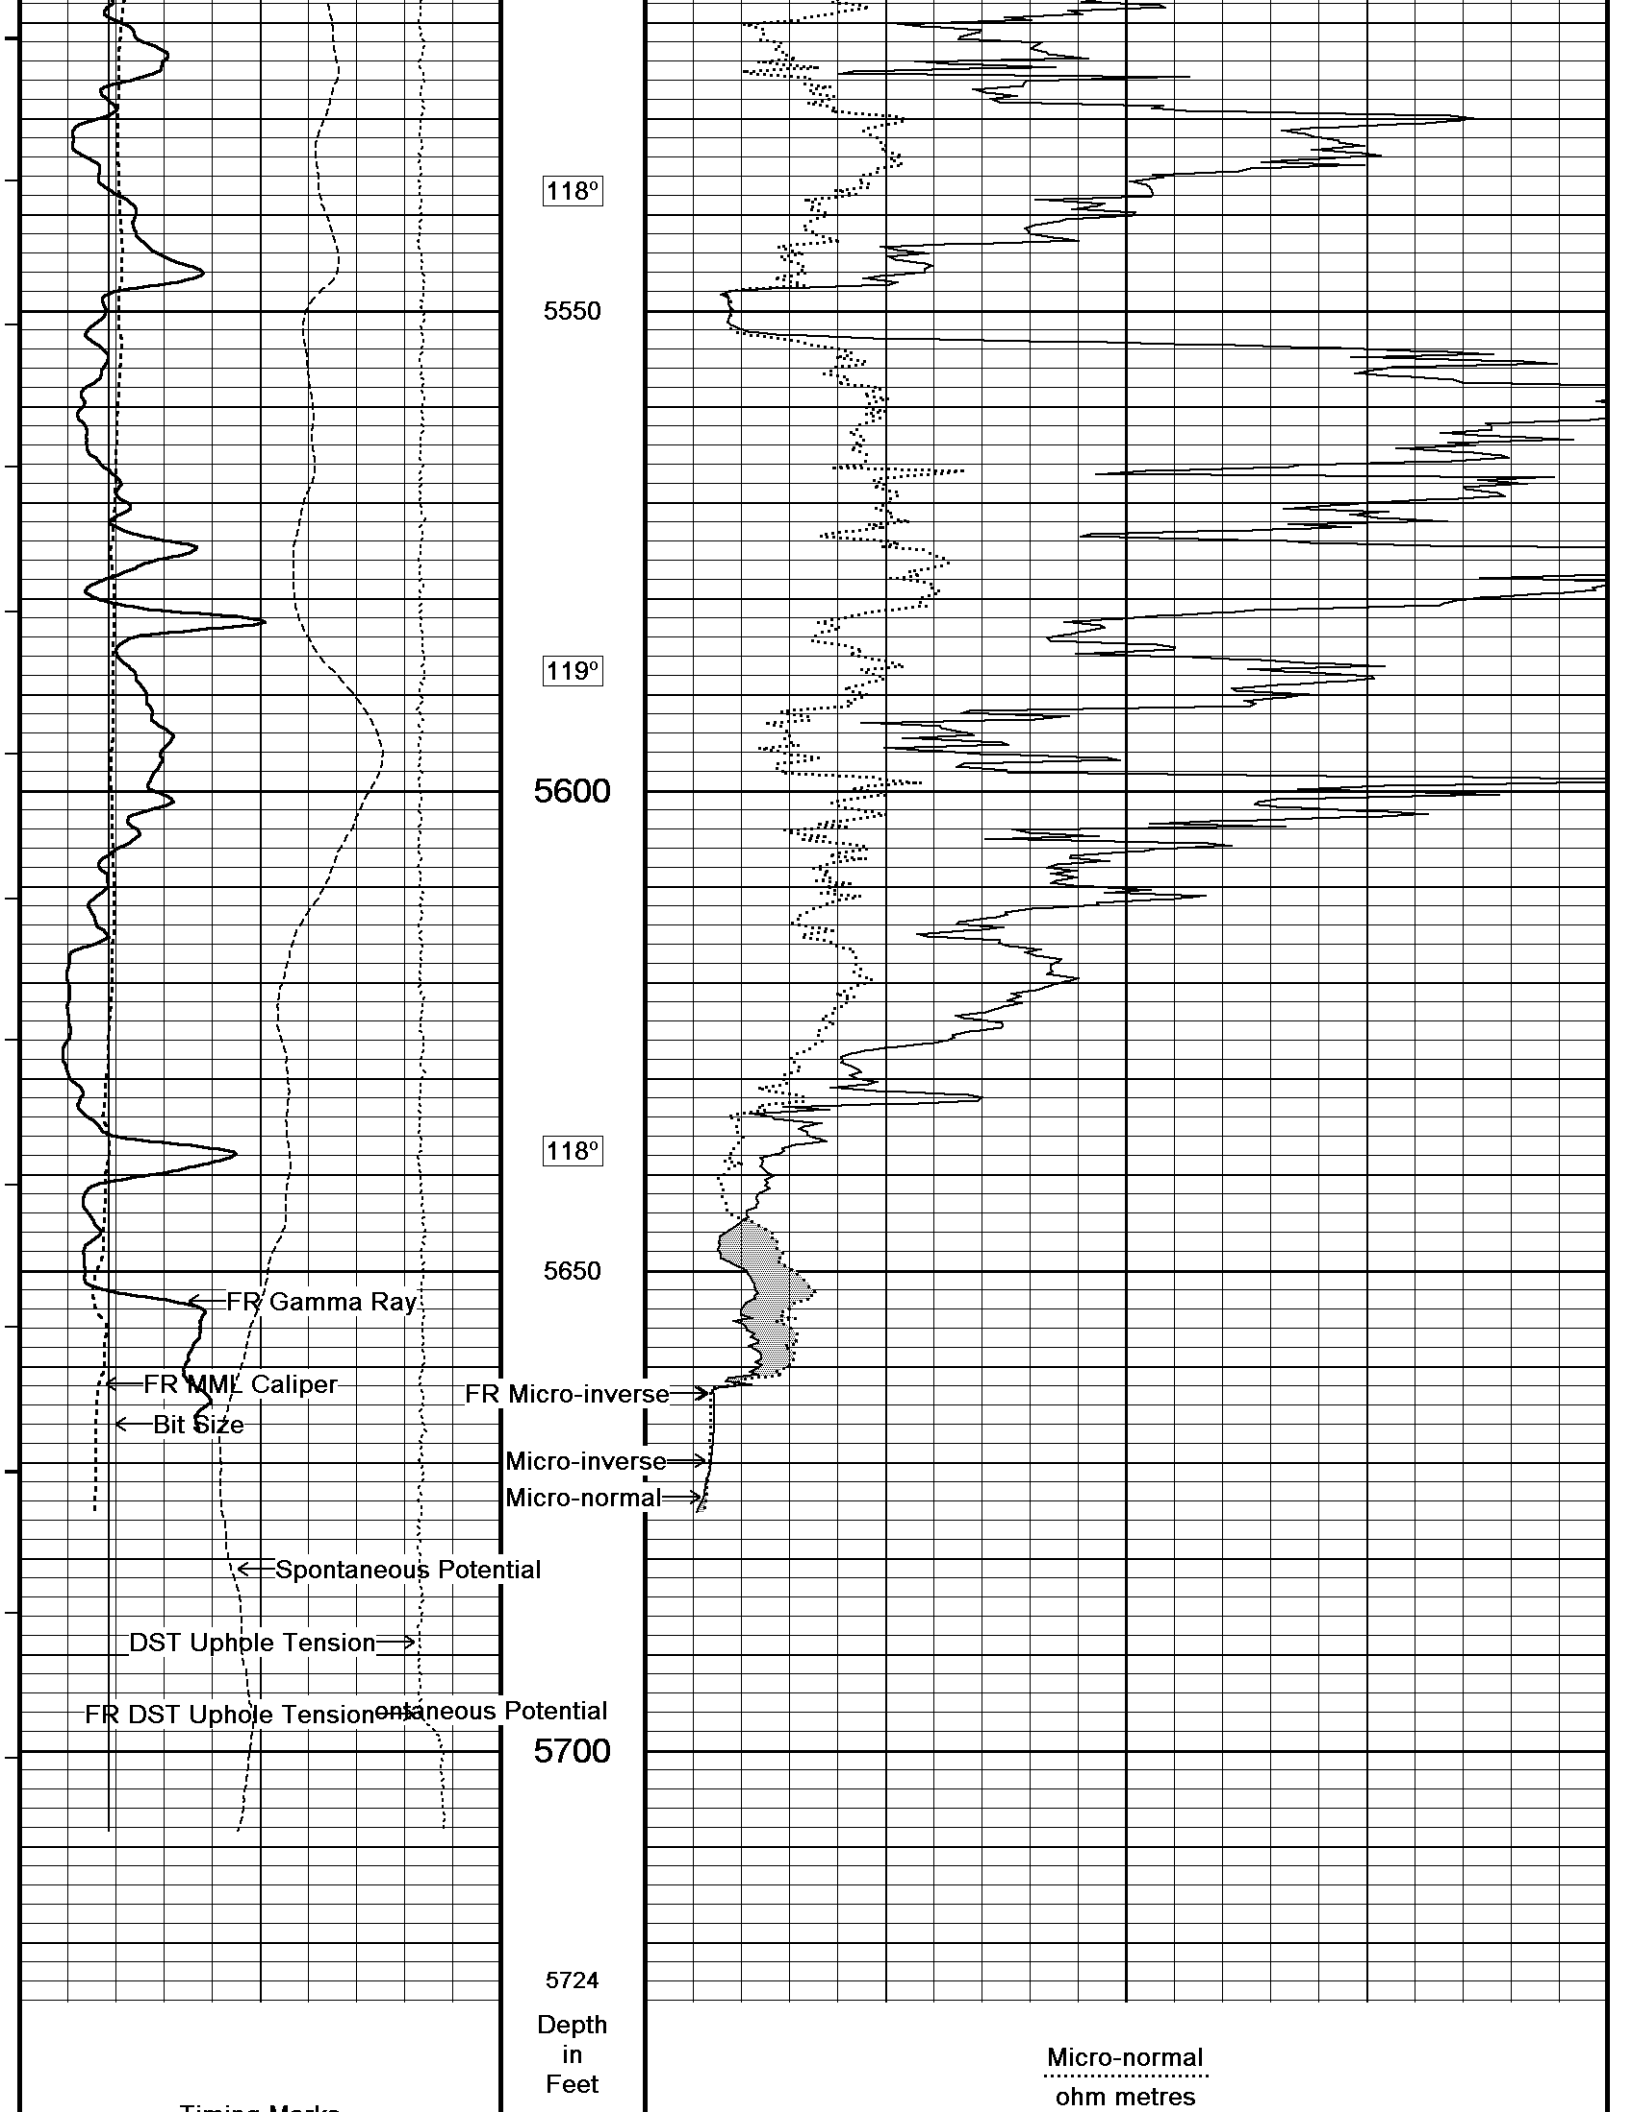 118°
5550
119°
5600
118°
5650
FR Gamma Ray
FR MML Caliper
FR Micro-inverse
Bit Size
Micro-inverse
Micro-normal
Spontaneous Potential
DST Uphole Tension
FR DST Uphole Tension
ontaneous Potential
5700
5724
Depth
in
Feet
Micro-normal
ohm metres
Timing Marks